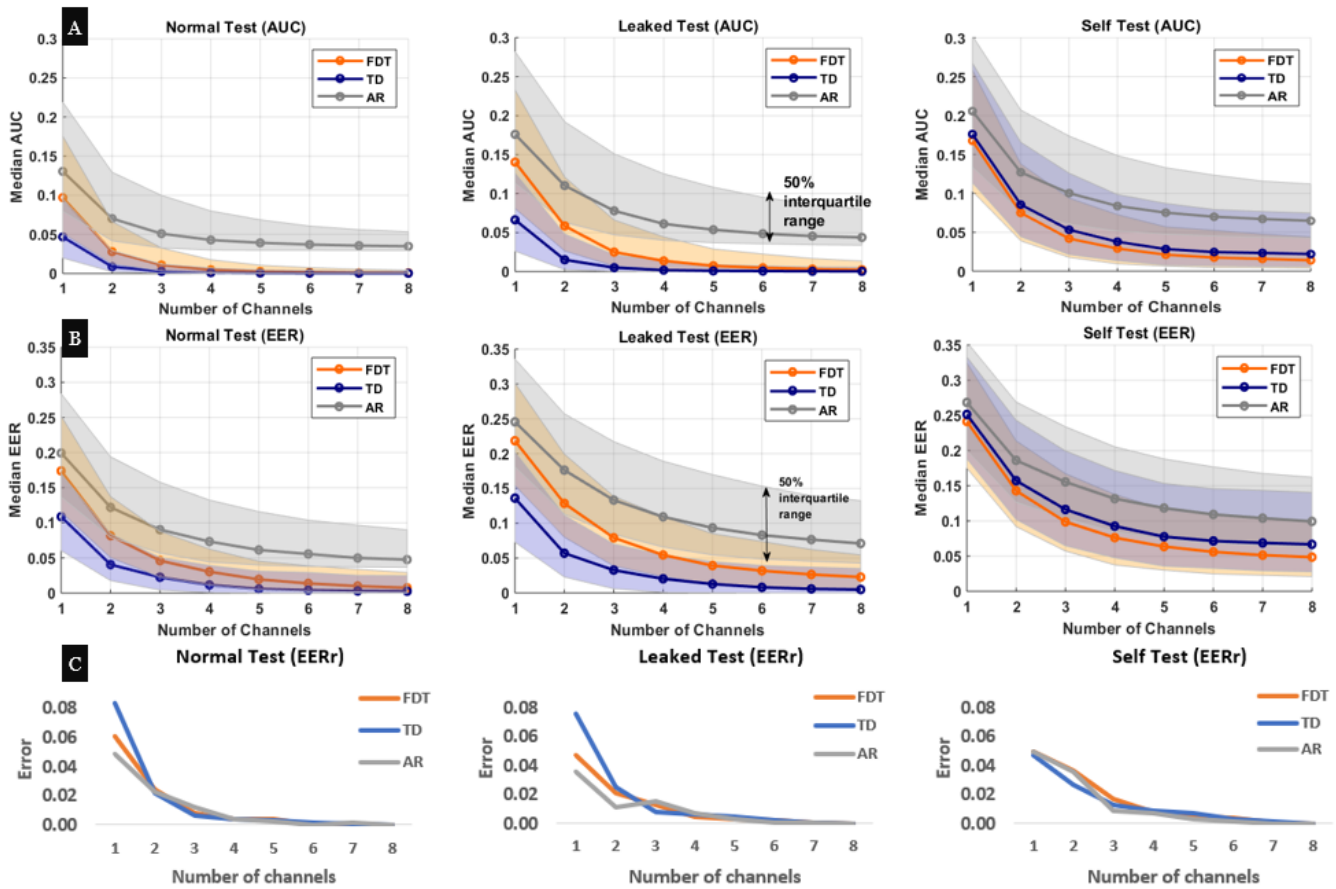 A
Normal Test (AUC)
0.3
0.25
0.2
0.15
0.1
0.05
0
Median AUC
FDT
TD
AR
1 2 3 4 5 6 7 8
Number of Channels
Leaked Test (AUC)
0.3
0.25
0.2
0.15
0.1
0.05
0
Median AUC
FDT
TD
AR
50%
interquartile
range
1 2 3 4 5 6 7 8
Number of Channels
Self Test (AUC)
0.3
0.25
0.2
0.15
0.1
0.05
0
Median AUC
FDT
TD
AR
1 2 3 4 5 6 7 8
Number of Channels
B
Normal Test (EER)
0.35
0.3
0.25
0.2
0.15
0.1
0.05
0
Median EER
FDT
TD
AR
1 2 3 4 5 6 7 8
Number of Channels
Leaked Test (EER)
0.35
0.3
0.25
0.2
0.15
0.1
0.05
0
Median EER
FDT
TD
AR
50%
interquartile
range
1 2 3 4 5 6 7 8
Number of Channels
Self Test (EER)
0.35
0.3
0.25
0.2
0.15
0.1
0.05
0
Median EER
FDT
TD
AR
1 2 3 4 5 6 7 8
Number of Channels
C
Normal Test (EERr)
0.08
0.06
0.04
0.02
0.00
Error
FDT
TD
AR
1 2 3 4 5 6 7 8
Number of channels
Leaked Test (EERr)
0.08
0.06
0.04
0.02
0.00
Error
FDT
TD
AR
1 2 3 4 5 6 7 8
Number of channels
Self Test (EERr)
0.08
0.06
0.04
0.02
0.00
Error
FDT
TD
AR
1 2 3 4 5 6 7 8
Number of channels